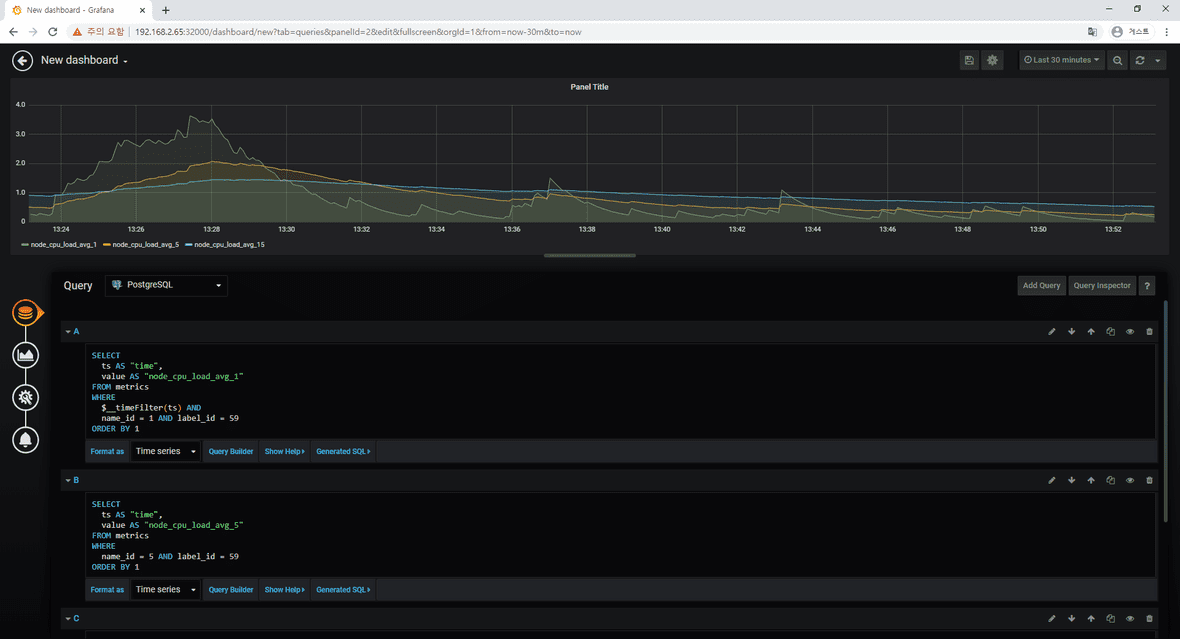 New dashboard - Grafana
주의 요함
192.168.2.65:32000/dashboard/new?tab=queries&panelId=2&edit&fullscreen&orgId=1&from=now-30m&to=now
게스트
New dashboard
Last 30 minutes
Panel Title
4.0
3.0
2.0
1.0
0
13:24 13:26 13:28 13:30 13:32 13:34 13:36 13:38 13:40 13:42 13:44 13:46 13:48 13:50 13:52
node_cpu_load_avg_1 node_cpu_load_avg_5 node_cpu_load_avg_15
Query PostgreSQL Add Query Query Inspector ?
A
SELECT
ts AS "time",
value AS "node_cpu_load_avg_1"
FROM metrics
WHERE
$__timeFilter(ts) AND
name_id = 1 AND label_id = 59
ORDER BY 1
Format as Time series Query Builder Show Help Generated SQL
B
SELECT
ts AS "time",
value AS "node_cpu_load_avg_5"
FROM metrics
WHERE
name_id = 5 AND label_id = 59
ORDER BY 1
Format as Time series Query Builder Show Help Generated SQL
C